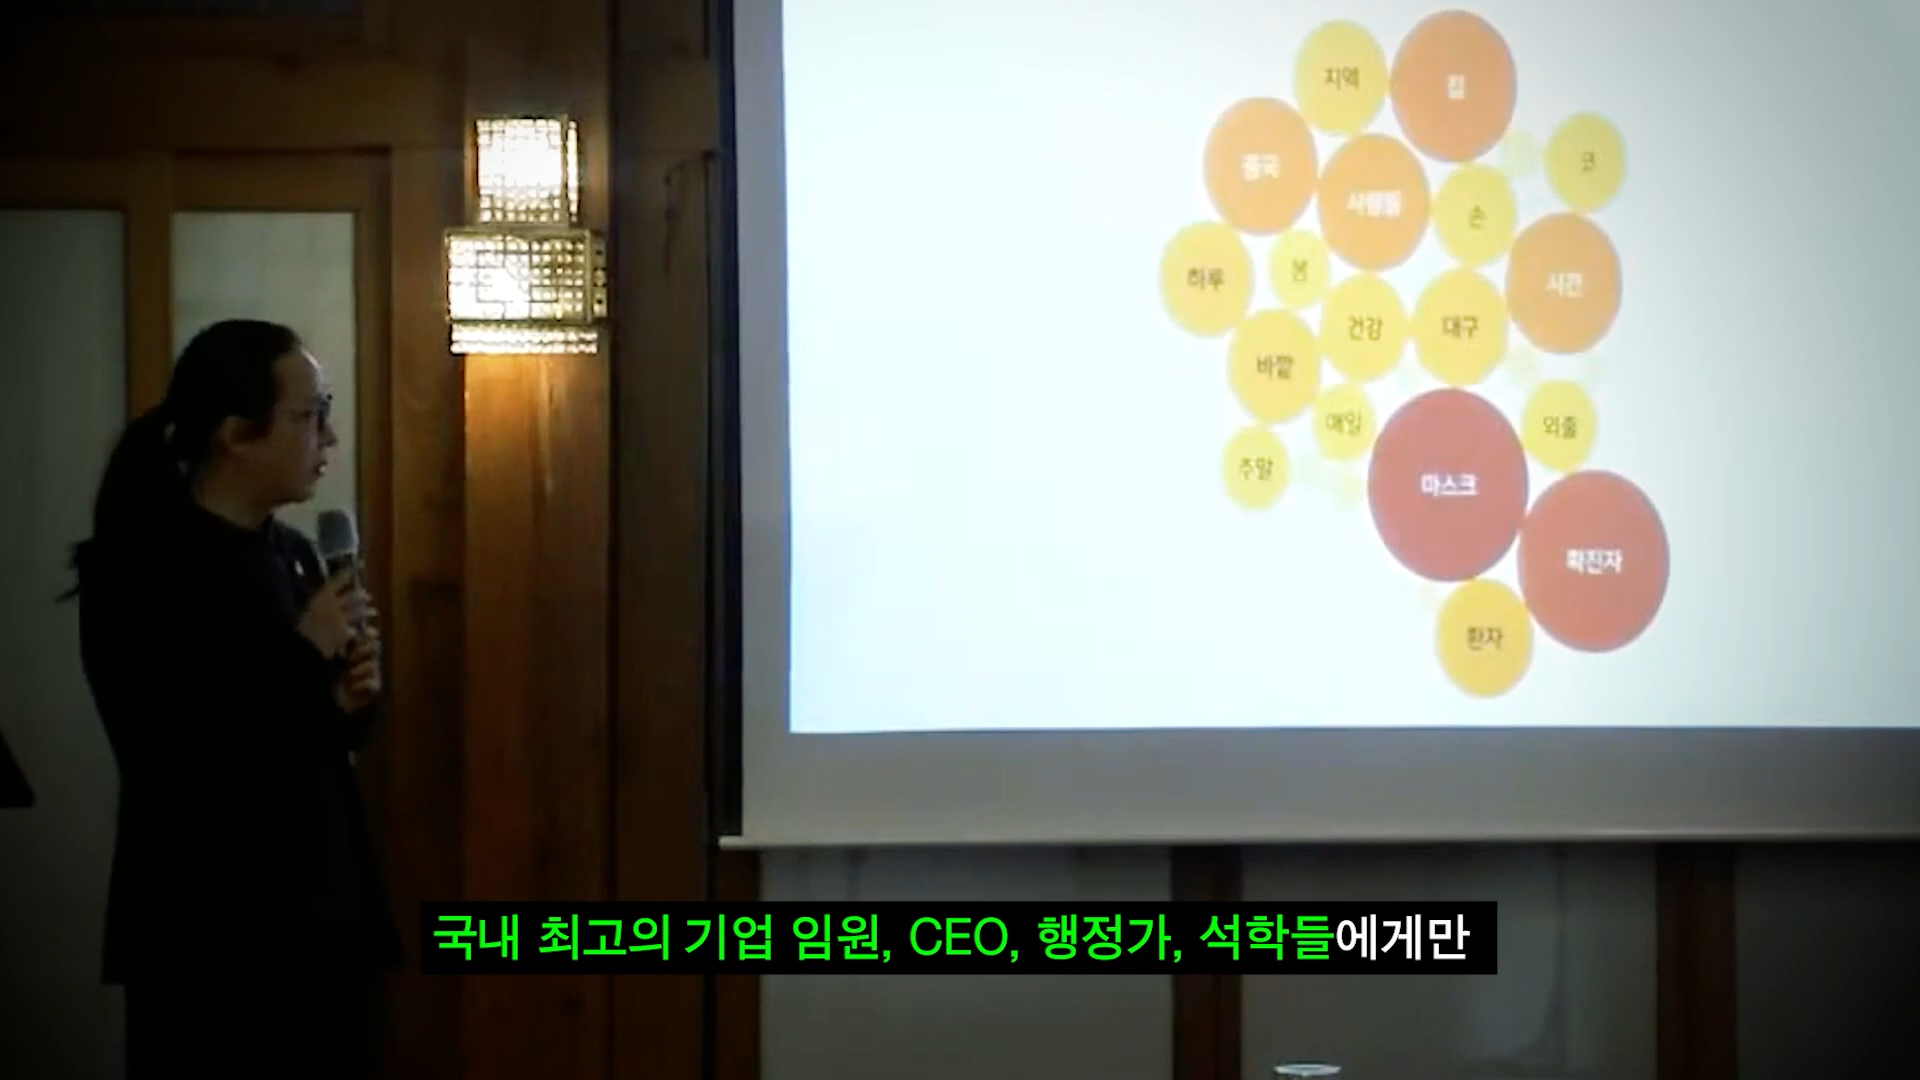 지역
집
중국
사람들
코
손
하루
봄
시간
건강
대구
바깥
매일
외출
주말
마스크
확진자
환자
국내 최고의 기업 임원, CEO, 행정가, 석학들에게만